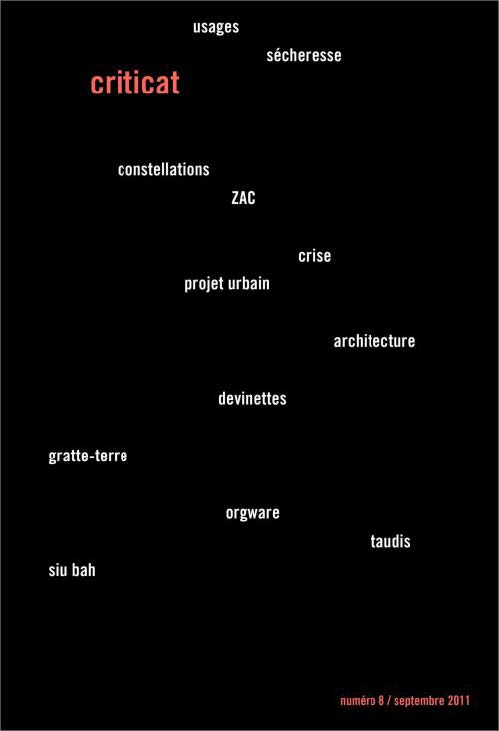 usages
sécheresse
criticat
constellations
ZAC
crise
projet urbain
architecture
devinettes
gratte-terre
orgware
taudis
siu bah
numéro 8 / septembre 2011